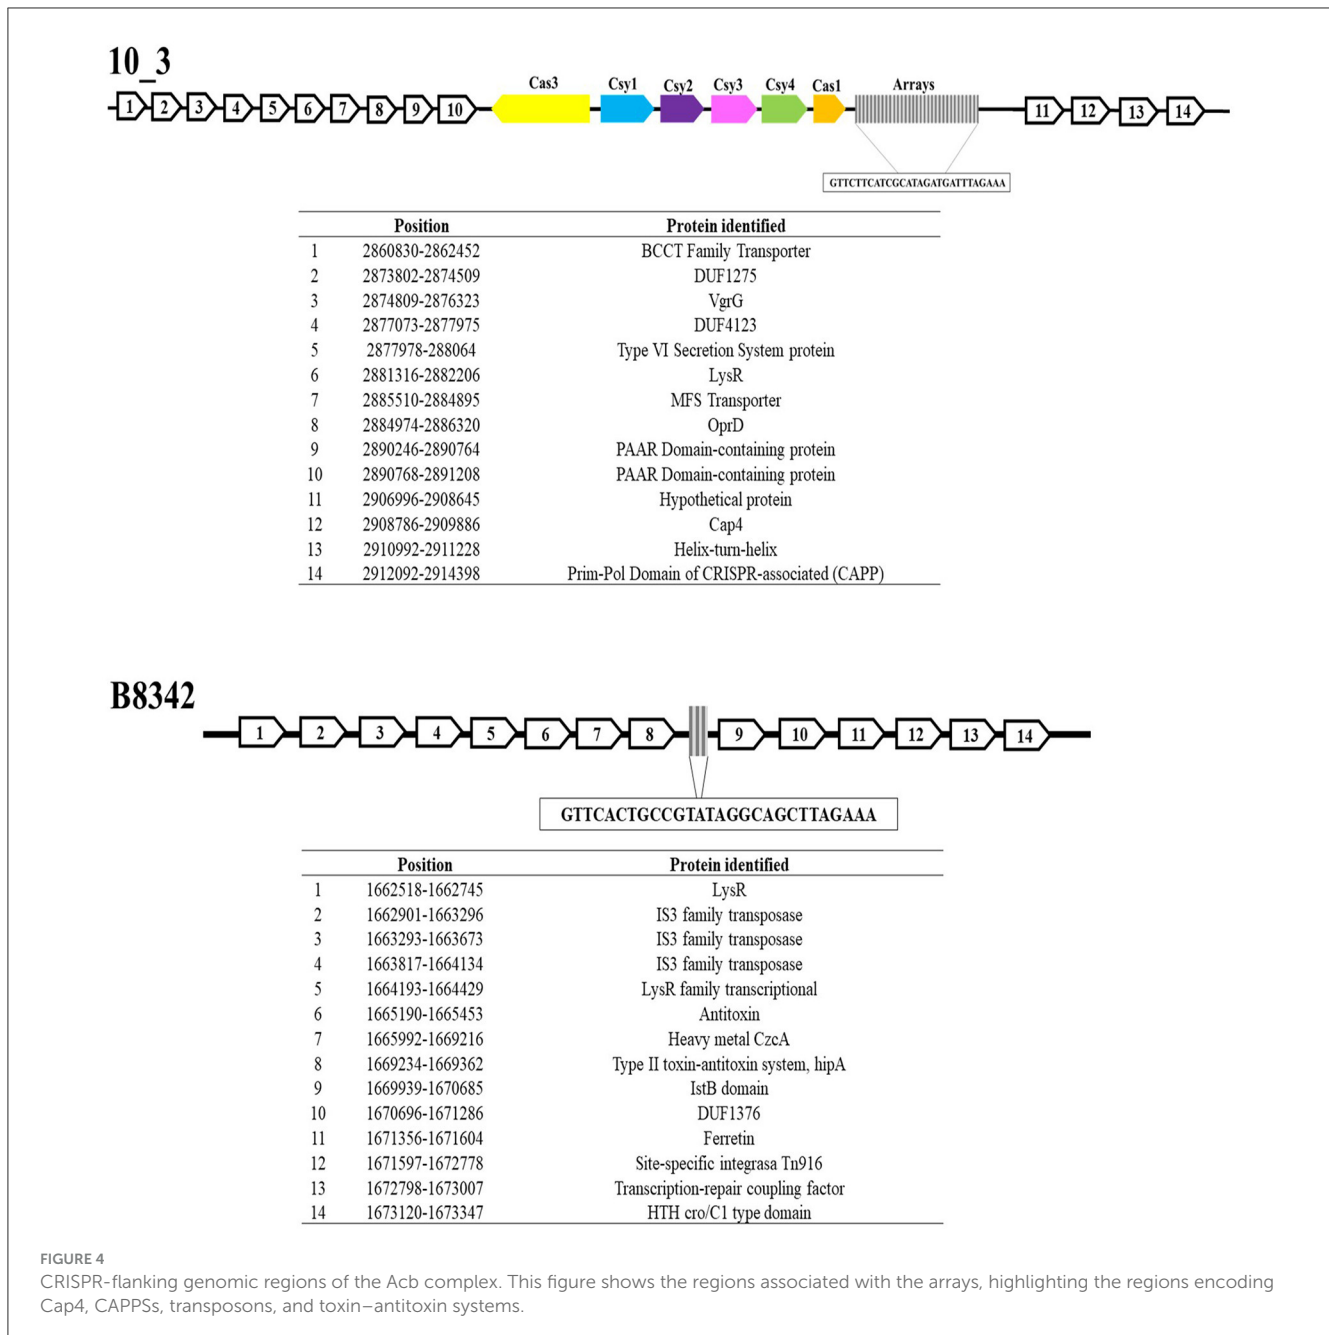 10_3
Cas3 Csy1 Csy2 Csy3 Csy4 Cas1 Arrays
1 2 3 4 5 6 7 8 9 10 11 12 13 14
GTTCTTCATCGCATAGATGATTTAGAAA
Position Protein identified
1 2860830-2862452 BCCT Family Transporter
2 2873802-2874509 DUF1275
3 2874809-2876323 VgrG
4 2877073-2877975 DUF4123
5 2877978-288064 Type VI Secretion System protein
6 2881316-2882206 LysR
7 2885510-2884895 MFS Transporter
8 2884974-2886320 OprD
9 2890246-2890764 PAAR Domain-containing protein
10 2890768-2891208 PAAR Domain-containing protein
11 2906996-2908645 Hypothetical protein
12 2908786-2909886 Cap4
13 2910992-2911228 Helix-turn-helix
14 2912092-2914398 Prim-Pol Domain of CRISPR-associated (CAPP)
B8342
1 2 3 4 5 6 7 8 9 10 11 12 13 14
GTTCACTGCCGTATAGGCAGCTTAGAAA
Position Protein identified
1 1662518-1662745 LysR
2 1662901-1663296 IS3 family transposase
3 1663293-1663673 IS3 family transposase
4 1663817-1664134 IS3 family transposase
5 1664193-1664429 LysR family transcriptional
6 1665190-1665453 Antitoxin
7 1665992-1669216 Heavy metal CzcA
8 1669234-1669362 Type II toxin-antitoxin system, hipA
9 1669939-1670685 IstB domain
10 1670696-1671286 DUF1376
11 1671356-1671604 Ferretin
12 1671597-1672778 Site-specific integrasa Tn916
13 1672798-1673007 Transcription-repair coupling factor
14 1673120-1673347 HTH cro/C1 type domain
FIGURE 4
CRISPR-flanking genomic regions of the Acb complex. This figure shows the regions associated with the arrays, highlighting the regions encoding
Cap4, CAPPSs, transposons, and toxin–antitoxin systems.